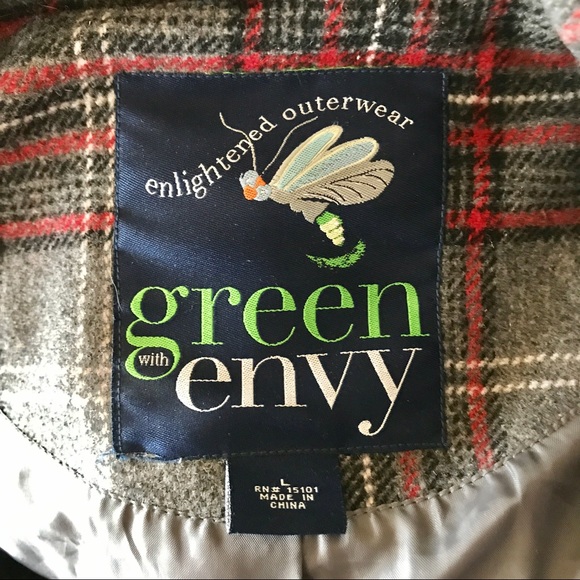 enlightened outerwear
green
with envy
L
RN# 15101
MADE IN
CHINA